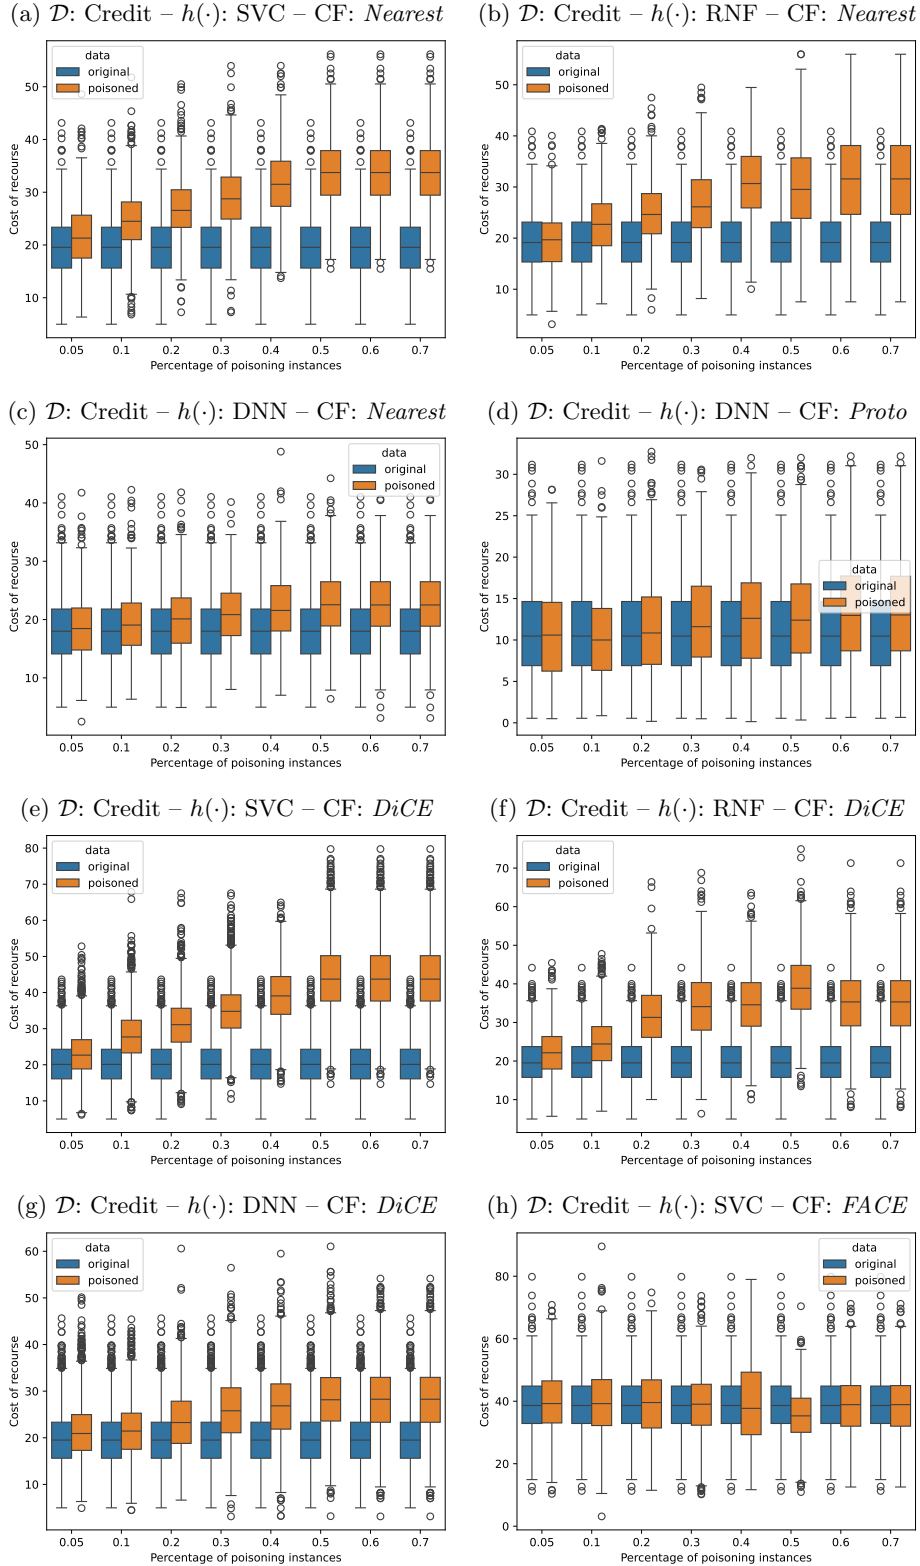 (a) 𝒟: Credit – h(·): SVC – CF: Nearest
data
original
poisoned
50
40
30
20
10
Cost of recourse
0.05 0.1 0.2 0.3 0.4 0.5 0.6 0.7
Percentage of poisoning instances
(b) 𝒟: Credit – h(·): RNF – CF: Nearest
data
original
poisoned
50
40
30
20
10
Cost of recourse
0.05 0.1 0.2 0.3 0.4 0.5 0.6 0.7
Percentage of poisoning instances
(c) 𝒟: Credit – h(·): DNN – CF: Nearest
data
original
poisoned
50
40
30
20
10
Cost of recourse
0.05 0.1 0.2 0.3 0.4 0.5 0.6 0.7
Percentage of poisoning instances
(d) 𝒟: Credit – h(·): DNN – CF: Proto
30
25
20
15
10
5
0
data
original
poisoned
Cost of recourse
0.05 0.1 0.2 0.3 0.4 0.5 0.6 0.7
Percentage of poisoning instances
(e) 𝒟: Credit – h(·): SVC – CF: DiCE
data
original
poisoned
80
70
60
50
40
30
20
10
Cost of recourse
0.05 0.1 0.2 0.3 0.4 0.5 0.6 0.7
Percentage of poisoning instances
(f) 𝒟: Credit – h(·): RNF – CF: DiCE
data
original
poisoned
70
60
50
40
30
20
10
Cost of recourse
0.05 0.1 0.2 0.3 0.4 0.5 0.6 0.7
Percentage of poisoning instances
(g) 𝒟: Credit – h(·): DNN – CF: DiCE
data
original
poisoned
60
50
40
30
20
10
Cost of recourse
0.05 0.1 0.2 0.3 0.4 0.5 0.6 0.7
Percentage of poisoning instances
(h) 𝒟: Credit – h(·): SVC – CF: FACE
data
original
poisoned
80
60
40
20
0
Cost of recourse
0.05 0.1 0.2 0.3 0.4 0.5 0.6 0.7
Percentage of poisoning instances